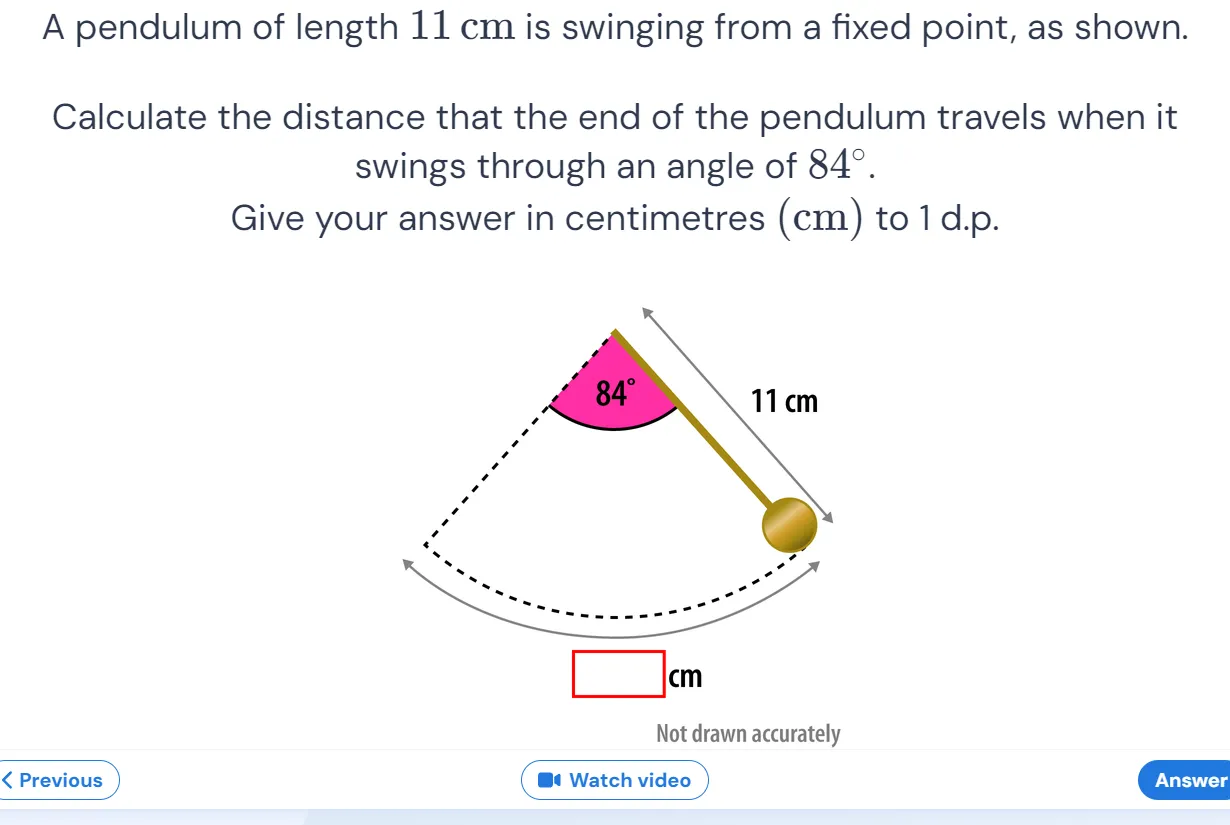 A pendulum of length 11 cm is swinging from a fixed point, as shown.
Calculate the distance that the end of the pendulum travels when it
swings through an angle of 84°.
Give your answer in centimetres (cm) to 1 d.p.
84°
11 cm
cm
Not drawn accurately
Previous
Watch video
Answer